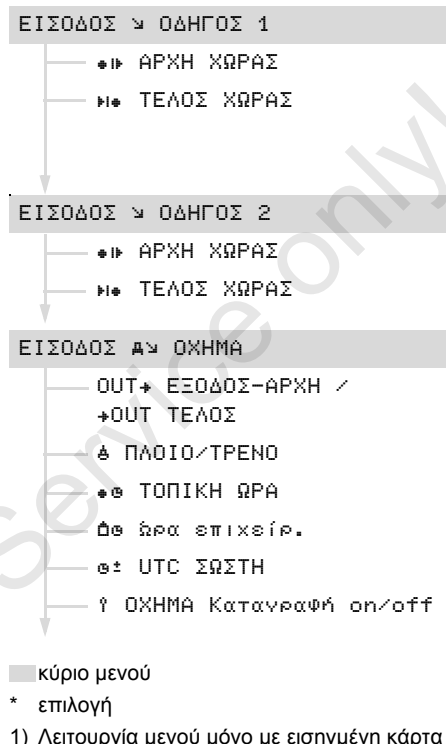 ΕΙΣΟΔΟΣ ΟΔΗΓΟΣ 1
ΑΡΧΗ ΧΩΡΑΣ
ΤΕΛΟΣ ΧΩΡΑΣ
ΕΙΣΟΔΟΣ ΟΔΗΓΟΣ 2
ΑΡΧΗ ΧΩΡΑΣ
ΤΕΛΟΣ ΧΩΡΑΣ
ΕΙΣΟΔΟΣ ΟΧΗΜΑ
OUT→ ΕΞΟΔΟΣ-ΑΡΧΗ /
→OUT ΤΕΛΟΣ
ΠΛΟΙΟ/ΤΡΕΝΟ
ΤΟΠΙΚΗ ΩΡΑ
Ώρα επιχείρ.
UTC ΣΩΣΤΗ
ΟΧΗΜΑ Καταγραφή on/off
κύριο μενού
* επιλογή
1) Λειτουργία μενού μόνο με εισηγμένη κάρτα
Service only!